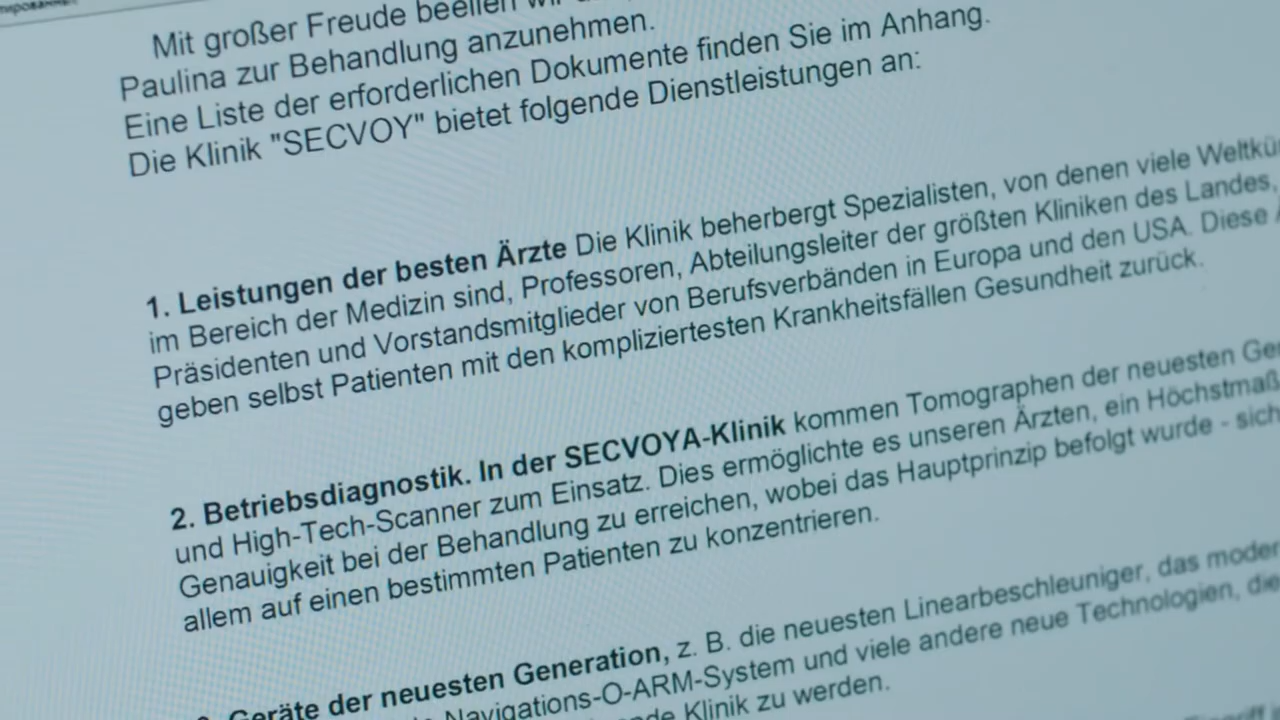 Mit großer Freude beeilen wir
Paulina zur Behandlung anzunehmen.
Eine Liste der erforderlichen Dokumente finden Sie im Anhang.
Die Klinik "SECVOY" bietet folgende Dienstleistungen an:
1. Leistungen der besten Ärzte Die Klinik beherbergt Spezialisten, von denen viele
im Bereich der Medizin sind, Professoren, Abteilungsleiter der größten Kliniken des Landes,
Präsidenten und Vorstandsmitglieder von Berufsverbänden in Europa und den USA. Diese
geben selbst Patienten mit den kompliziertesten Krankheitsfällen Gesundheit zurück.
2. Betriebsdiagnostik. In der SECVOYA-Klinik kommen Tomographen der neuesten
und High-Tech-Scanner zum Einsatz. Dies ermöglichte es unseren Ärzten, ein Höchstmaß
Genauigkeit bei der Behandlung zu erreichen, wobei das Hauptprinzip befolgt wurde - sich
allem auf einen bestimmten Patienten zu konzentrieren.
Geräte der neuesten Generation, z. B. die neuesten Linearbeschleuniger, das
Navigations-O-ARM-System und viele andere neue Technologien, die
Klinik zu werden.